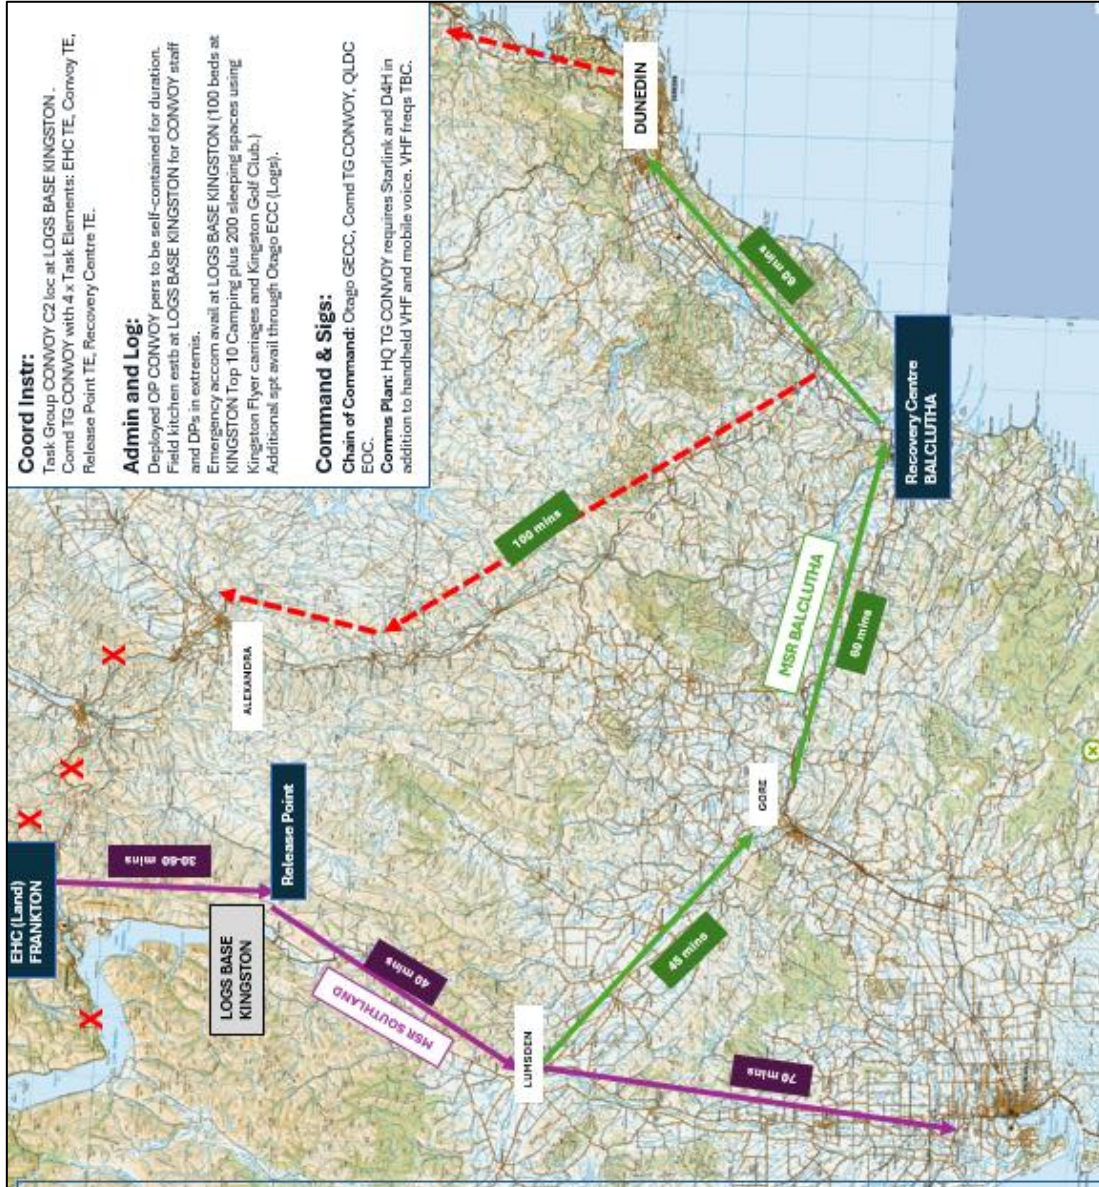 Coord Instr:
Task Group CONVOY C2 loc at LOGS BASE KINGSTON.
Comd TG CONVOY with 4 x Task Elements: EHC TE, Convoy TE,
Release Point TE, Recovery Centre TE.
Admin and Log:
Deployed OP CONVOY pers to be self-contained for duration.
Field kitchen estb at LOGS BASE KINGSTON for CONVOY staff
and DPs in extremis.
Emergency accom avail at LOGS BASE KINGSTON (100 beds at
KINGSTON Top 10 Camping plus 200 sleeping spaces using
Kingston Flyer carriages and Kingston Golf Club.)
Additional spt avail through Otago ECC (Logs).
Command & Sigs:
Chain of Command: Otago GECC, Comd TG CONVOY, QLDC
EOC.
Comms Plan: HQ TG CONVOY requires Starlink and D4H in
addition to handheld VHF and mobile voice. VHF freqs TBC.
EHC (Land)
FRANKTON
30-60 mins
Release Point
LOGS BASE
KINGSTON
40 mins
MSR SOUTHLAND
LUMSDEN
45 mins
70 mins
GORE
ALEXANDRA
100 mins
MSR BALCLUTHA
60 mins
Recovery Centre
BALCLUTHA
60 mins
DUNEDIN
X
X
X
X